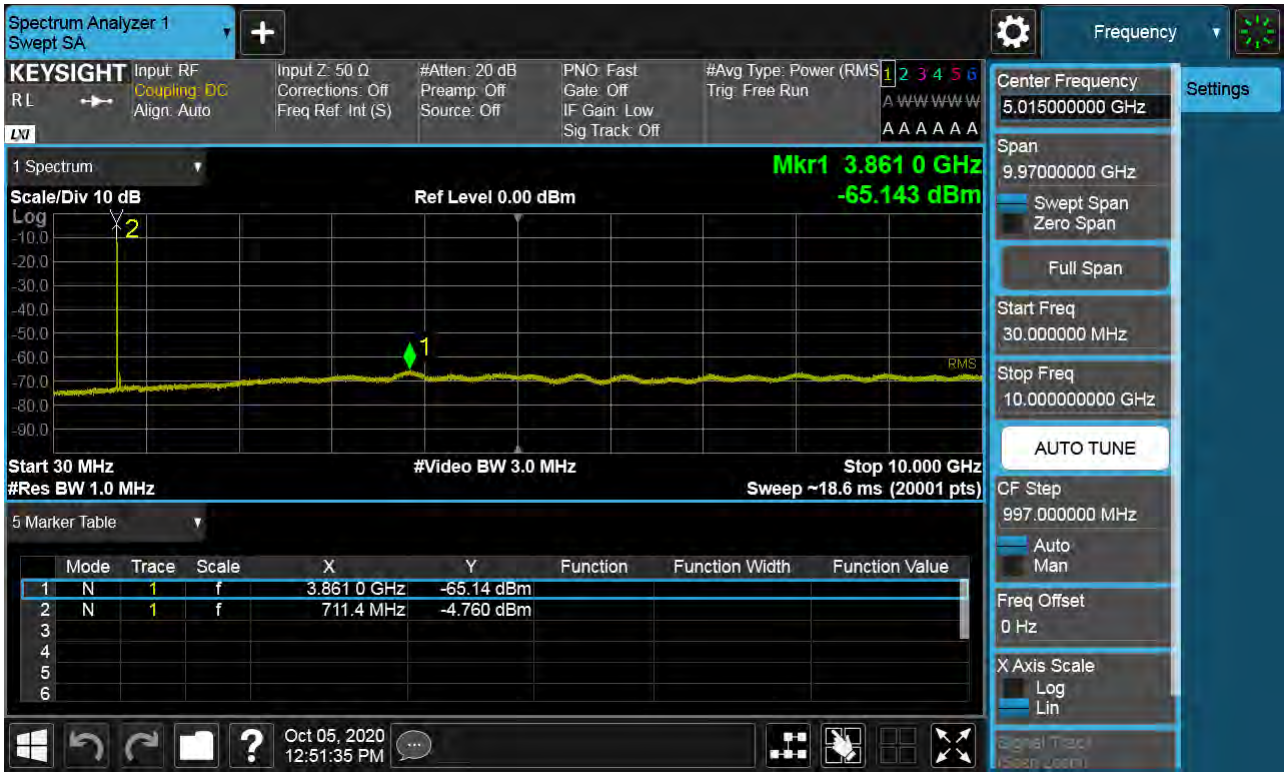 Spectrum Analyzer 1
Swept SA
+
Frequency
KEYSIGHT
RL
LXI
Input: RF
Coupling: DC
Align: Auto
Input Z: 50 Ω
Corrections: Off
Freq Ref: Int (S)
#Atten: 20 dB
Preamp: Off
Source: Off
PNO: Fast
Gate: Off
IF Gain: Low
Sig Track: Off
#Avg Type: Power (RMS
Trig: Free Run
1 2 3 4 5 6
A W W W W W
A A A A A A
1 Spectrum
Mkr1 3.861 0 GHz
Scale/Div 10 dB
Ref Level 0.00 dBm
-65.143 dBm
Log
-10.0
-20.0
-30.0
-40.0
-50.0
-60.0
-70.0
-80.0
-90.0
2
1
RMS
Start 30 MHz
#Video BW 3.0 MHz
Stop 10.000 GHz
#Res BW 1.0 MHz
Sweep ~18.6 ms (20001 pts)
5 Marker Table
Mode Trace Scale X Y Function Function Width Function Value
1 N 1 f 3.861 0 GHz -65.14 dBm
2 N 1 f 711.4 MHz -4.760 dBm
3
4
5
6
?
Oct 05, 2020
12:51:35 PM
Center Frequency
5.015000000 GHz
Settings
Span
9.97000000 GHz
Swept Span
Zero Span
Full Span
Start Freq
30.000000 MHz
Stop Freq
10.000000000 GHz
AUTO TUNE
CF Step
997.000000 MHz
Auto
Man
Freq Offset
0 Hz
X Axis Scale
Log
Lin
Signal Track
(Span Zoom)